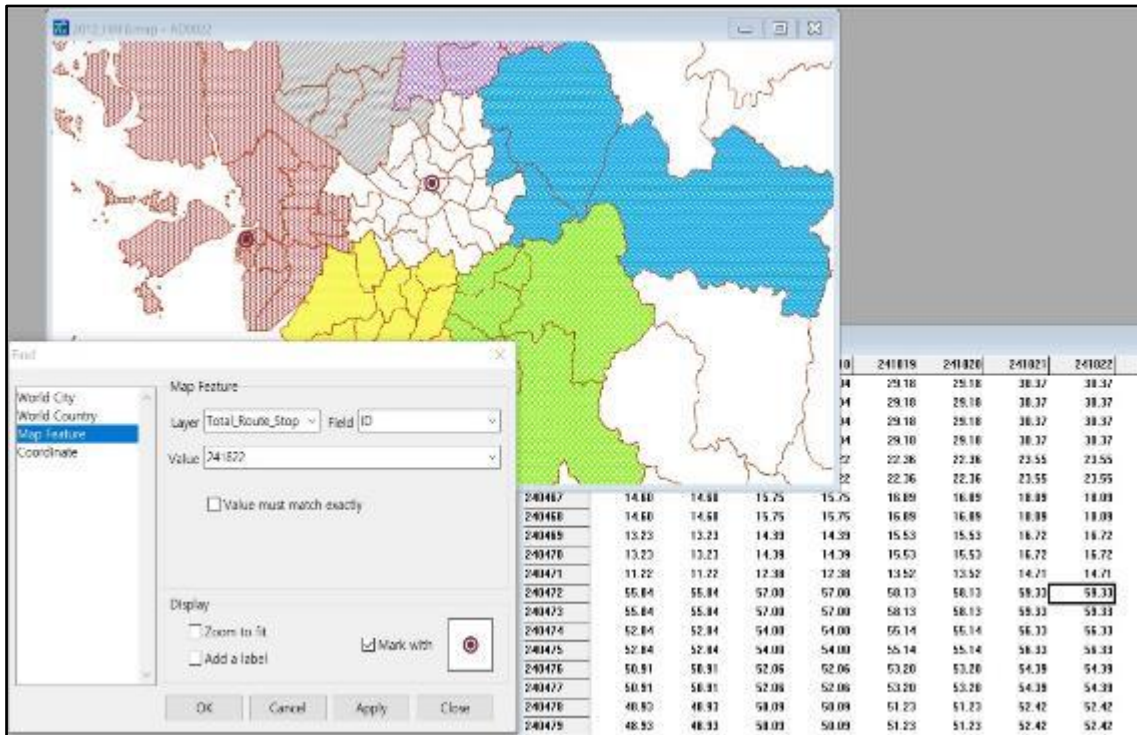 Find
World City
World Country
Map Feature
Coordinate
Map Feature
Layer Total_Route_Stop Field ID
Value 241822
Value must match exactly
Display
Zoom to fit
Add a label
Mark with
OK Cancel Apply Close
241819 241820 241821 241822
29.18 29.18 30.37 30.37
29.18 29.18 30.37 30.37
29.18 29.18 30.37 30.37
29.18 29.18 30.37 30.37
22.36 22.36 23.55 23.55
22.36 22.36 23.55 23.55
240467 14.60 14.60 15.75 15.75 16.89 16.89 18.09 18.09
240468 14.60 14.60 15.75 15.75 16.89 16.89 18.09 18.09
240469 13.23 13.23 14.39 14.39 15.53 15.53 16.72 16.72
240470 13.23 13.23 14.39 14.39 15.53 15.53 16.72 16.72
240471 11.22 11.22 12.38 12.38 13.52 13.52 14.71 14.71
240472 55.84 55.84 57.00 57.00 58.13 58.13 59.33 59.33
240473 55.84 55.84 57.00 57.00 58.13 58.13 59.33 59.33
240474 52.84 52.84 54.00 54.00 55.14 55.14 56.33 56.33
240475 52.84 52.84 54.00 54.00 55.14 55.14 56.33 56.33
240476 50.91 50.91 52.06 52.06 53.20 53.20 54.39 54.39
240477 50.91 50.91 52.06 52.06 53.20 53.20 54.39 54.39
240478 48.93 48.93 50.09 50.09 51.23 51.23 52.42 52.42
240479 48.93 48.93 50.09 50.09 51.23 51.23 52.42 52.42